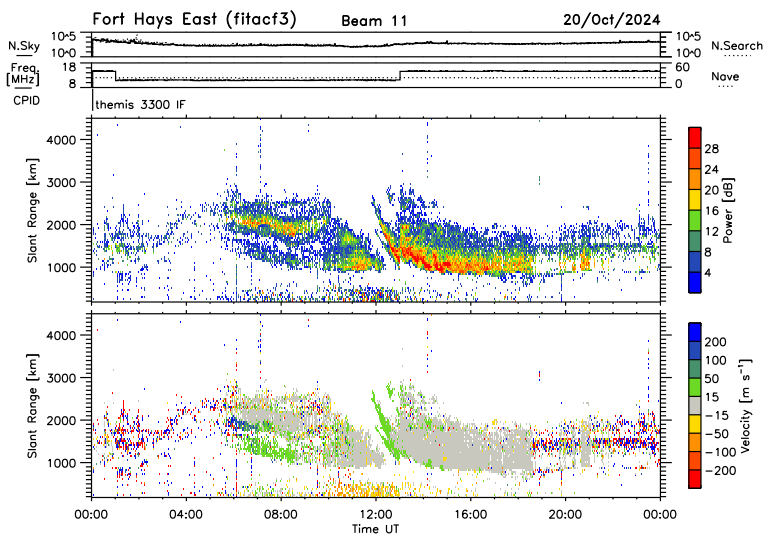 Fort Hays East (fitacf3) Beam 11 20/Oct/2024
N.Sky 10^5 10^0 10^5 10^0 N.Search
Freq. [MHz] 18 8 60 0 Nave
CPID themis 3300 IF
Slant Range [km] 4000 3000 2000 1000
Power [dB] 28 24 20 16 12 8 4
Slant Range [km] 4000 3000 2000 1000
Velocity [m s⁻¹] 200 100 50 15 −15 −50 −100 −200
00:00 04:00 08:00 12:00 16:00 20:00 00:00
Time UT